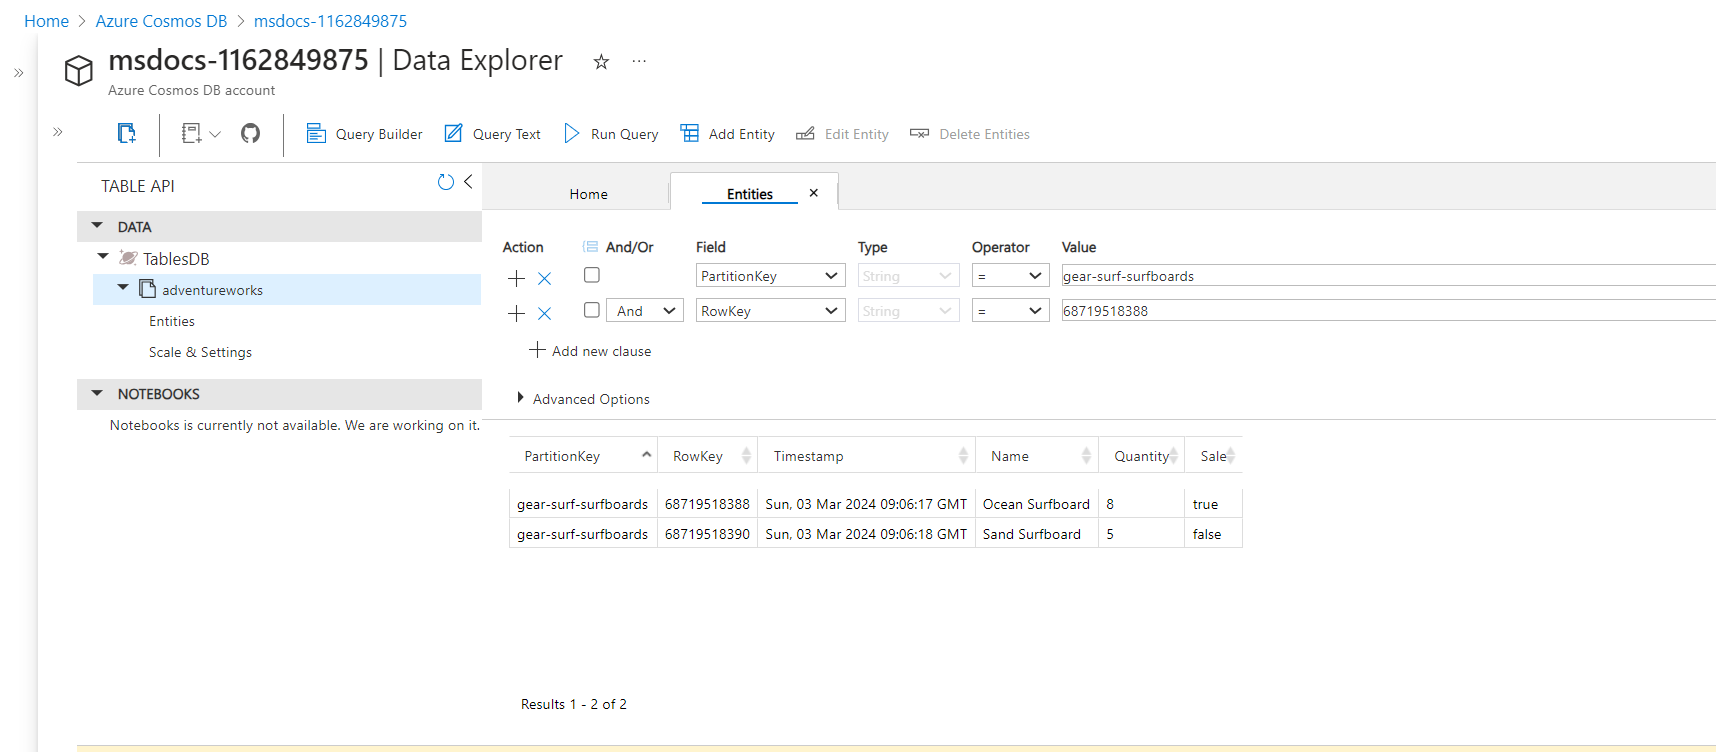 Home > Azure Cosmos DB > msdocs-1162849875
msdocs-1162849875 | Data Explorer
Azure Cosmos DB account
Query Builder Query Text Run Query Add Entity Edit Entity Delete Entities
TABLE API
DATA
TablesDB
adventureworks
Entities
Scale & Settings
NOTEBOOKS
Notebooks is currently not available. We are working on it.
Home Entities
Action And/Or Field Type Operator Value
PartitionKey String = gear-surf-surfboards
And RowKey String = 68719518388
Add new clause
Advanced Options
PartitionKey RowKey Timestamp Name Quantity Sale
gear-surf-surfboards 68719518388 Sun, 03 Mar 2024 09:06:17 GMT Ocean Surfboard 8 true
gear-surf-surfboards 68719518390 Sun, 03 Mar 2024 09:06:18 GMT Sand Surfboard 5 false
Results 1 - 2 of 2